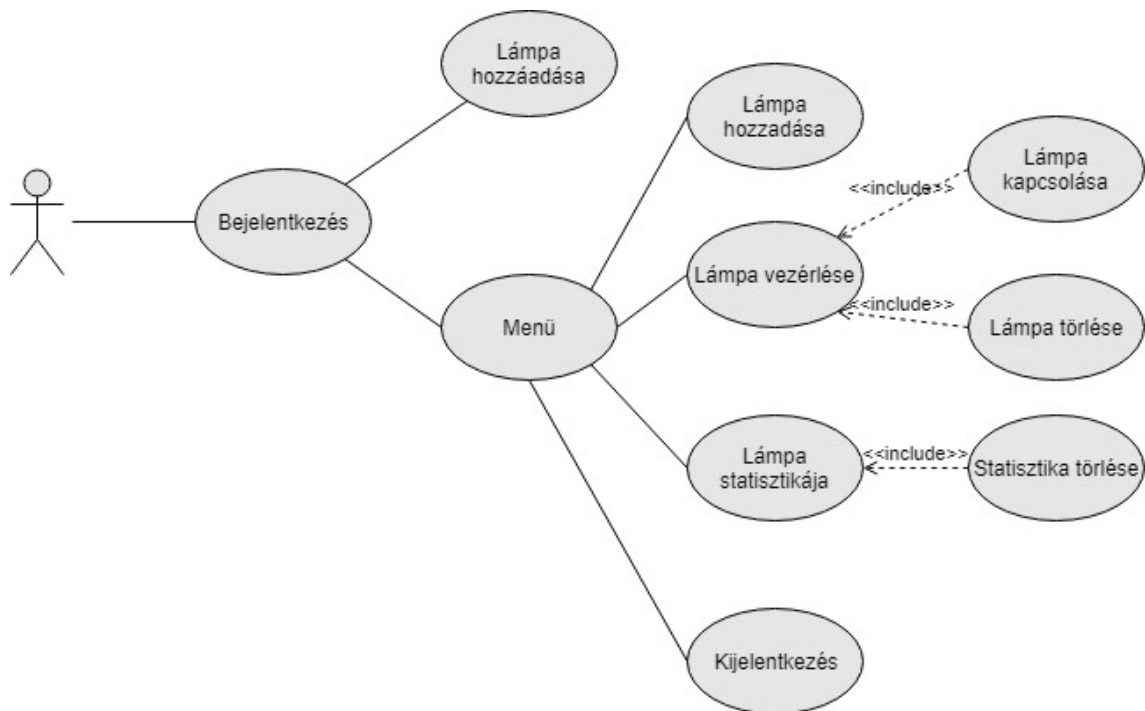 Lámpa
hozzáadása
Lámpa
hozzadása
Lámpa
kapcsolása
<<include>>
Bejelentkezés
Lámpa vezérlése
<<include>>
Menü
Lámpa törlése
Lámpa
statisztikája
<<include>>
Statisztika törlése
Kijelentkezés